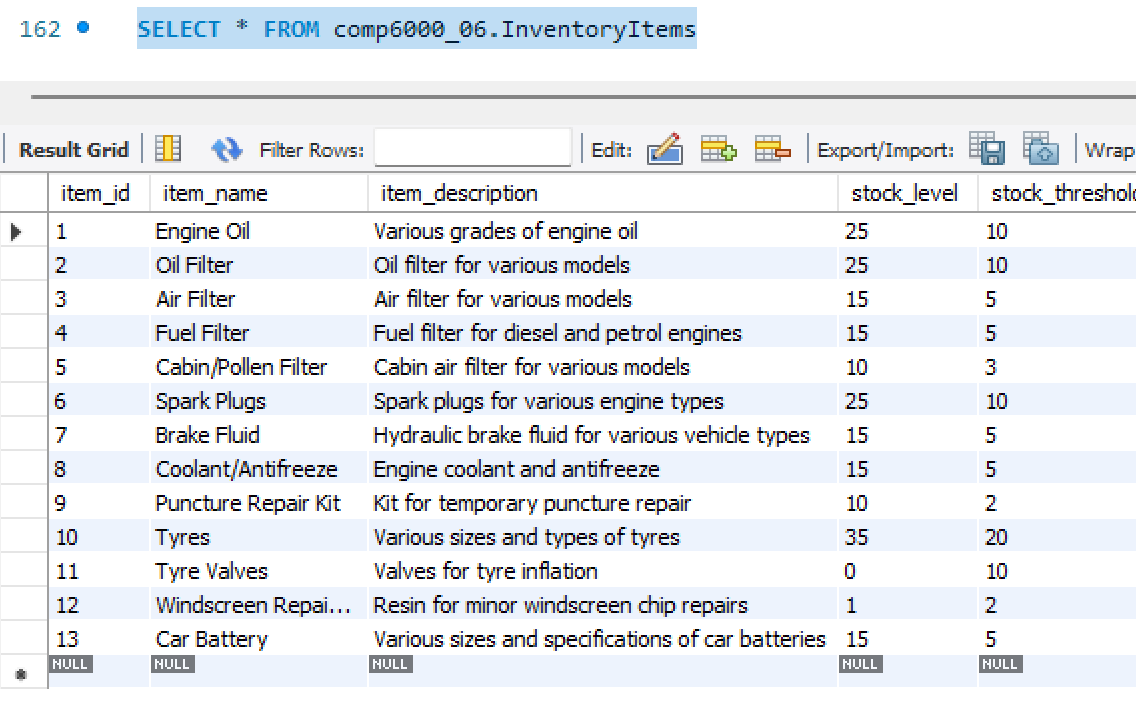 162 SELECT * FROM comp6000_06.InventoryItems
Result Grid Filter Rows: Edit: Export/Import: Wrap
item_id item_name item_description stock_level stock_threshold
1 Engine Oil Various grades of engine oil 25 10
2 Oil Filter Oil filter for various models 25 10
3 Air Filter Air filter for various models 15 5
4 Fuel Filter Fuel filter for diesel and petrol engines 15 5
5 Cabin/Pollen Filter Cabin air filter for various models 10 3
6 Spark Plugs Spark plugs for various engine types 25 10
7 Brake Fluid Hydraulic brake fluid for various vehicle types 15 5
8 Coolant/Antifreeze Engine coolant and antifreeze 15 5
9 Puncture Repair Kit Kit for temporary puncture repair 10 2
10 Tyres Various sizes and types of tyres 35 20
11 Tyre Valves Valves for tyre inflation 0 10
12 Windscreen Repai... Resin for minor windscreen chip repairs 1 2
13 Car Battery Various sizes and specifications of car batteries 15 5
NULL NULL NULL NULL NULL